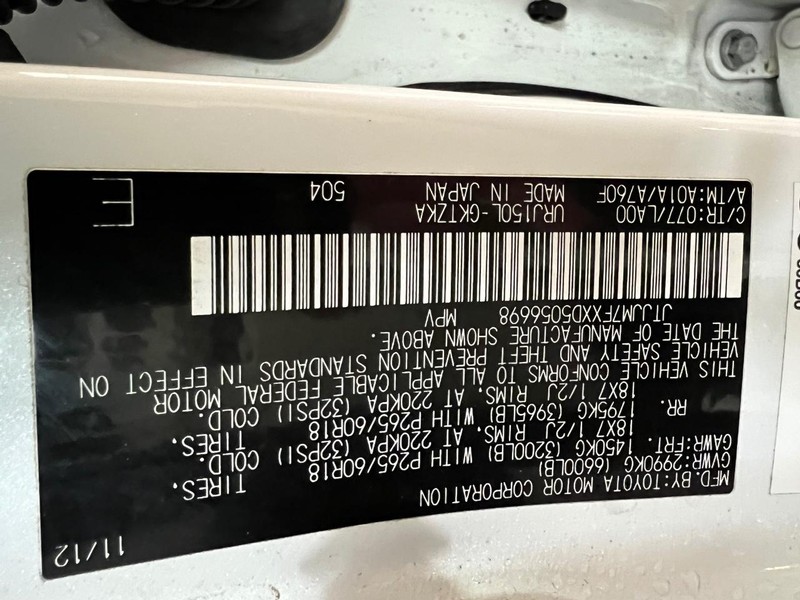 MFD. BY:TOYOTA MOTOR CORPORATION 11/12
GVWR:2990KG (6600LB)
GAWR:FRT. 1450KG (3200LB) WITH P265/60R18 TIRES.
18X7 1/2J RIMS. AT 220KPA (32PSI) COLD.
RR. 1795KG (3965LB) WITH P265/60R18 TIRES.
18X7 1/2J RIMS. AT 220KPA (32PSI) COLD.
THIS VEHICLE CONFORMS TO ALL APPLICABLE FEDERAL MOTOR
VEHICLE SAFETY AND THEFT PREVENTION STANDARDS IN EFFECT ON
THE DATE OF MANUFACTURE SHOWN ABOVE.
JTJJM7FXXD5056698 MPV
C/TR:077/LA00 URJ150L-GKTZKA
A/TM:A01A/A760F MADE IN JAPAN 504 E